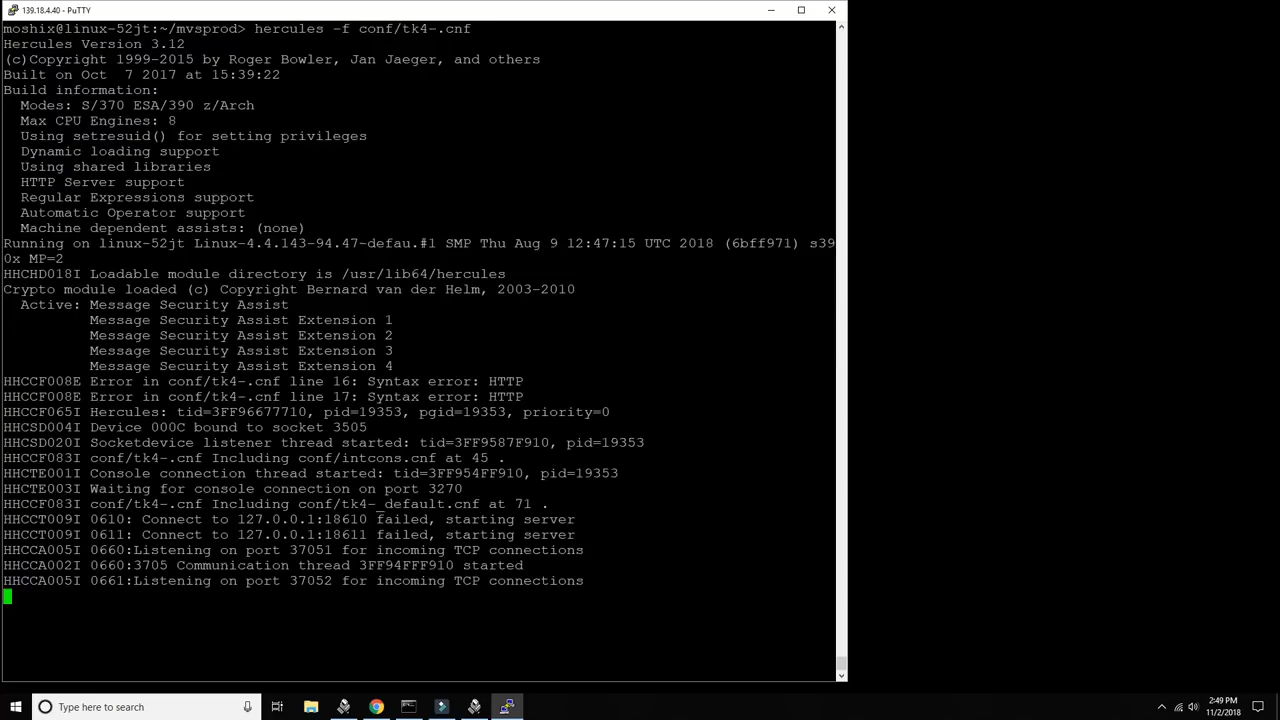 139.18.4.40 - PuTTY
moshix@linux-52jt:~/mvsprod> hercules -f conf/tk4-.cnf
Hercules Version 3.12
(c)Copyright 1999-2015 by Roger Bowler, Jan Jaeger, and others
Built on Oct  7 2017 at 15:39:22
Build information:
  Modes: S/370 ESA/390 z/Arch
  Max CPU Engines: 8
  Using setresuid() for setting privileges
  Dynamic loading support
  Using shared libraries
  HTTP Server support
  Regular Expressions support
  Automatic Operator support
  Machine dependent assists: (none)
Running on linux-52jt Linux-4.4.143-94.47-defau.#1 SMP Thu Aug 9 12:47:15 UTC 2018 (6bff971) s39
0x MP=2
HHCHD018I Loadable module directory is /usr/lib64/hercules
Crypto module loaded (c) Copyright Bernard van der Helm, 2003-2010
  Active: Message Security Assist
          Message Security Assist Extension 1
          Message Security Assist Extension 2
          Message Security Assist Extension 3
          Message Security Assist Extension 4
HHCCF008E Error in conf/tk4-.cnf line 16: Syntax error: HTTP
HHCCF008E Error in conf/tk4-.cnf line 17: Syntax error: HTTP
HHCCF065I Hercules: tid=3FF96677710, pid=19353, pgid=19353, priority=0
HHCSD004I Device 000C bound to socket 3505
HHCSD020I Socketdevice listener thread started: tid=3FF9587F910, pid=19353
HHCCF083I conf/tk4-.cnf Including conf/intcons.cnf at 45 .
HHCTE001I Console connection thread started: tid=3FF954FF910, pid=19353
HHCTE003I Waiting for console connection on port 3270
HHCCF083I conf/tk4-.cnf Including conf/tk4-_default.cnf at 71 .
HHCCT009I 0610: Connect to 127.0.0.1:18610 failed, starting server
HHCCT009I 0611: Connect to 127.0.0.1:18611 failed, starting server
HHCCA005I 0660:Listening on port 37051 for incoming TCP connections
HHCCA002I 0660:3705 Communication thread 3FF94FFF910 started
HHCCA005I 0661:Listening on port 37052 for incoming TCP connections
Type here to search
2:49 PM
11/2/2018